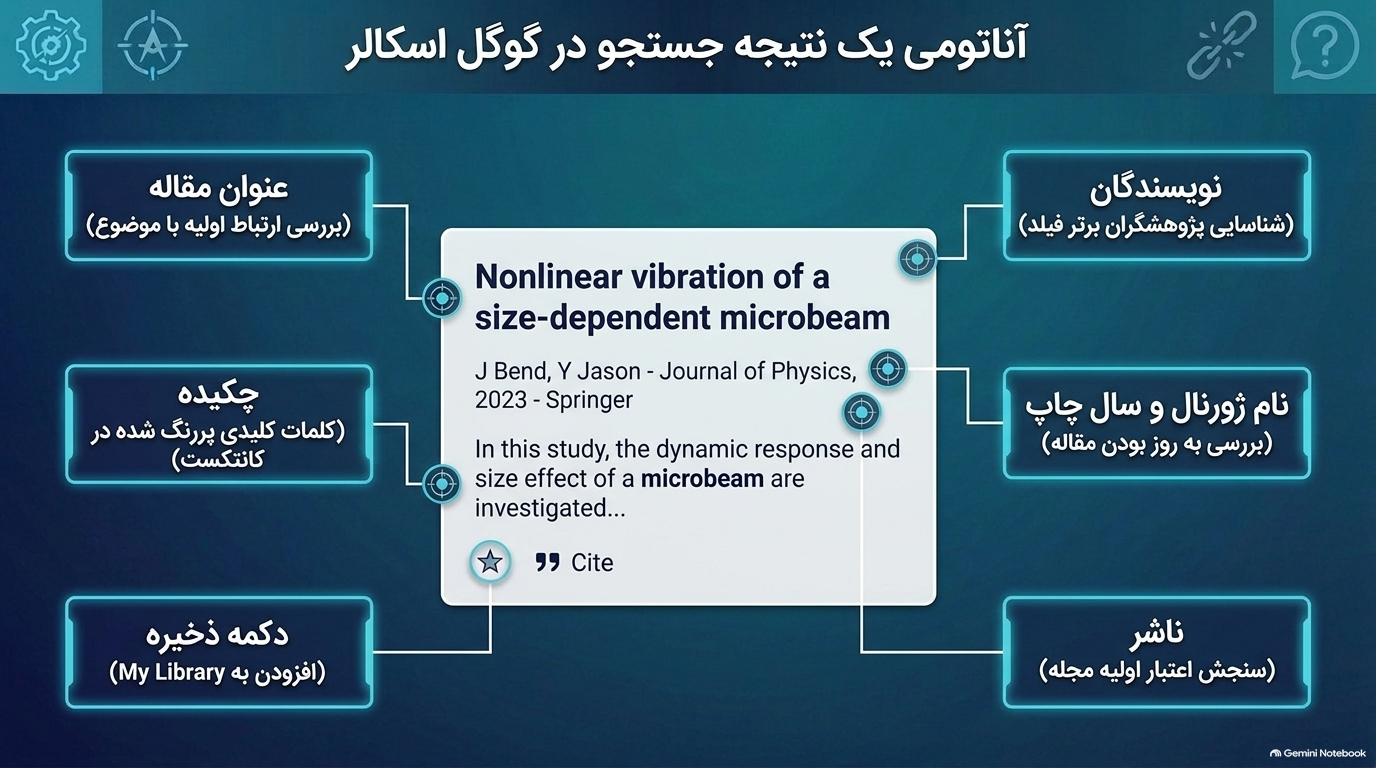 آناتومی یک نتیجه جستجو در گوگل اسکالر
نویسندگان
(شناسایی پژوهشگران برتر فیلد)
نام ژورنال و سال چاپ
(بررسی به روز بودن مقاله)
ناشر
(سنجش اعتبار اولیه مجله)
Nonlinear vibration of a
size-dependent microbeam
J Bend, Y Jason - Journal of Physics,
2023 - Springer
In this study, the dynamic response and
size effect of a microbeam are
investigated...
Cite
عنوان مقاله
(بررسی ارتباط اولیه با موضوع)
چکیده
(کلمات کلیدی پررنگ شده در
کانتکست)
دکمه ذخیره
(افزودن به My Library)
Gemini Notebook